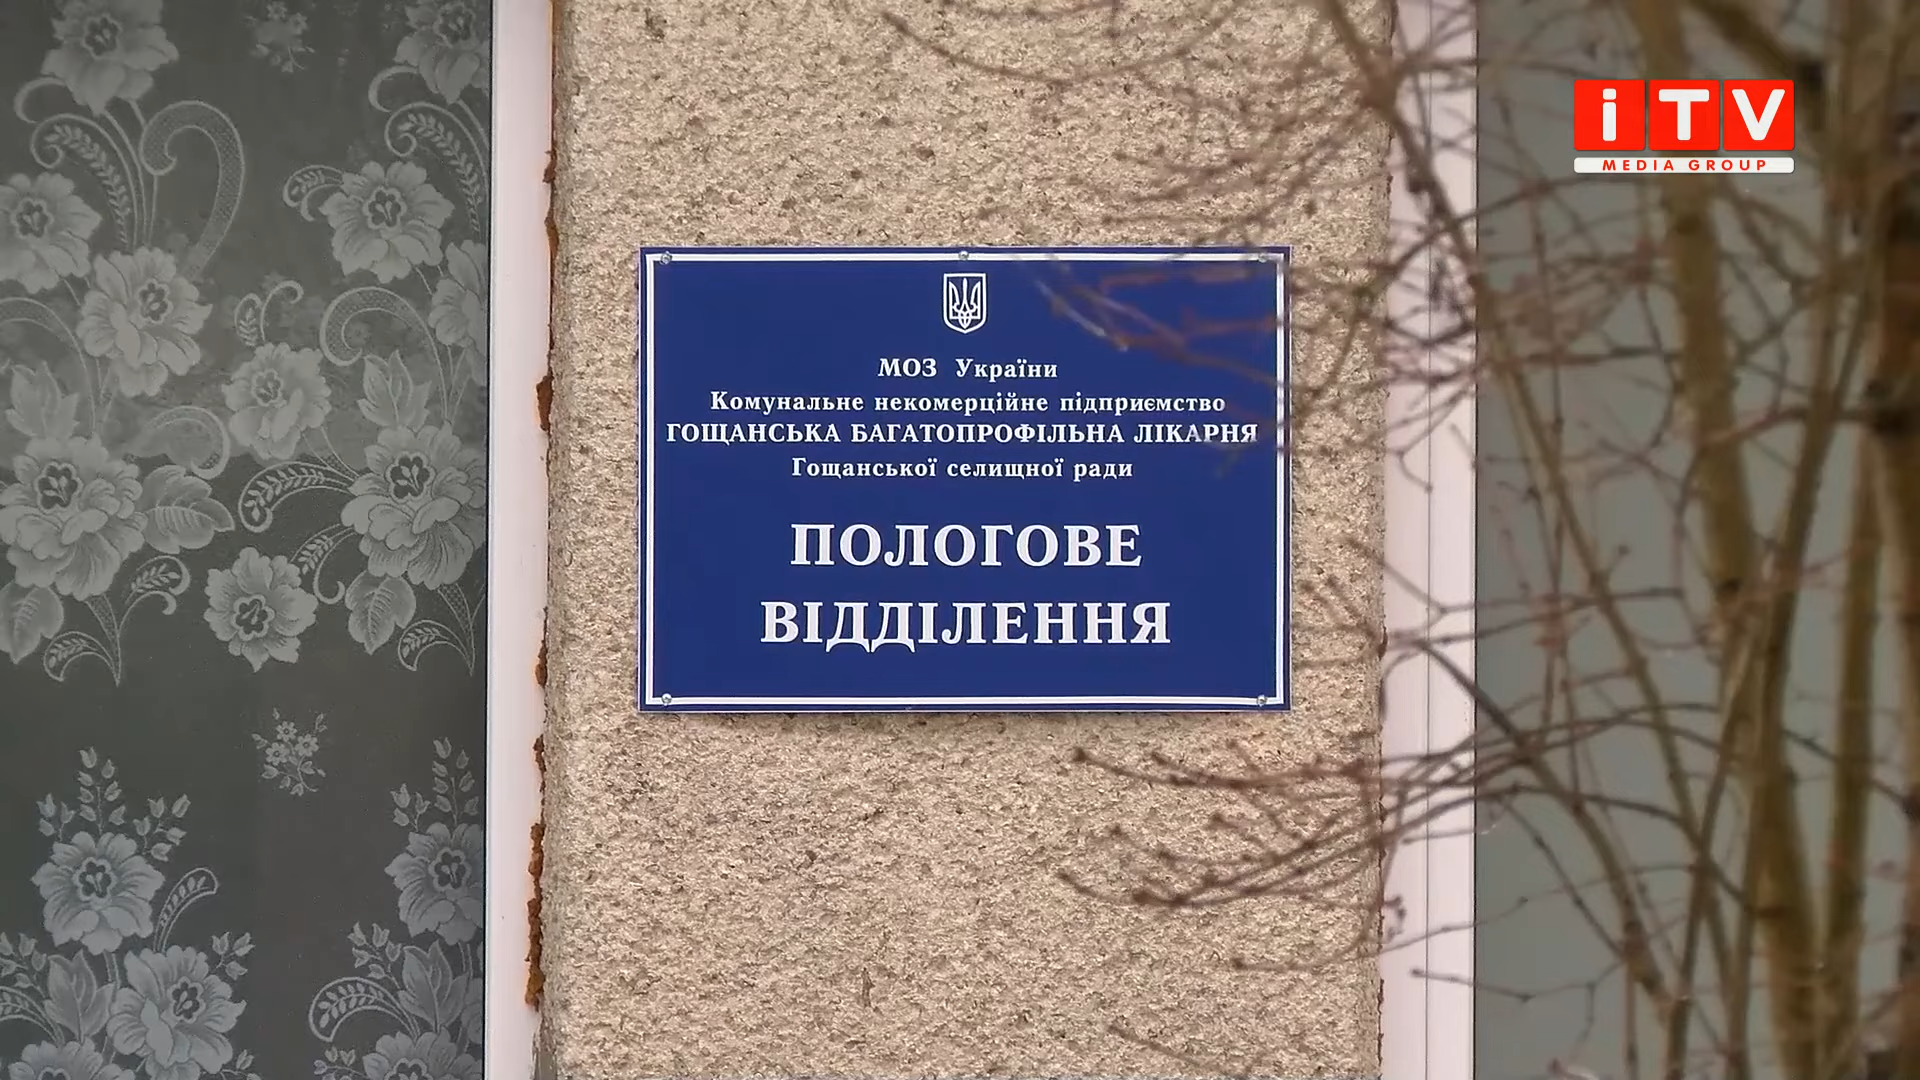 iTV
MEDIA GROUP
МОЗ України
Комунальне некомерційне підприємство
ГОЩАНСЬКА БАГАТОПРОФІЛЬНА ЛІКАРНЯ
Гощанської селищної ради
ПОЛОГОВЕ
ВІДДІЛЕННЯ